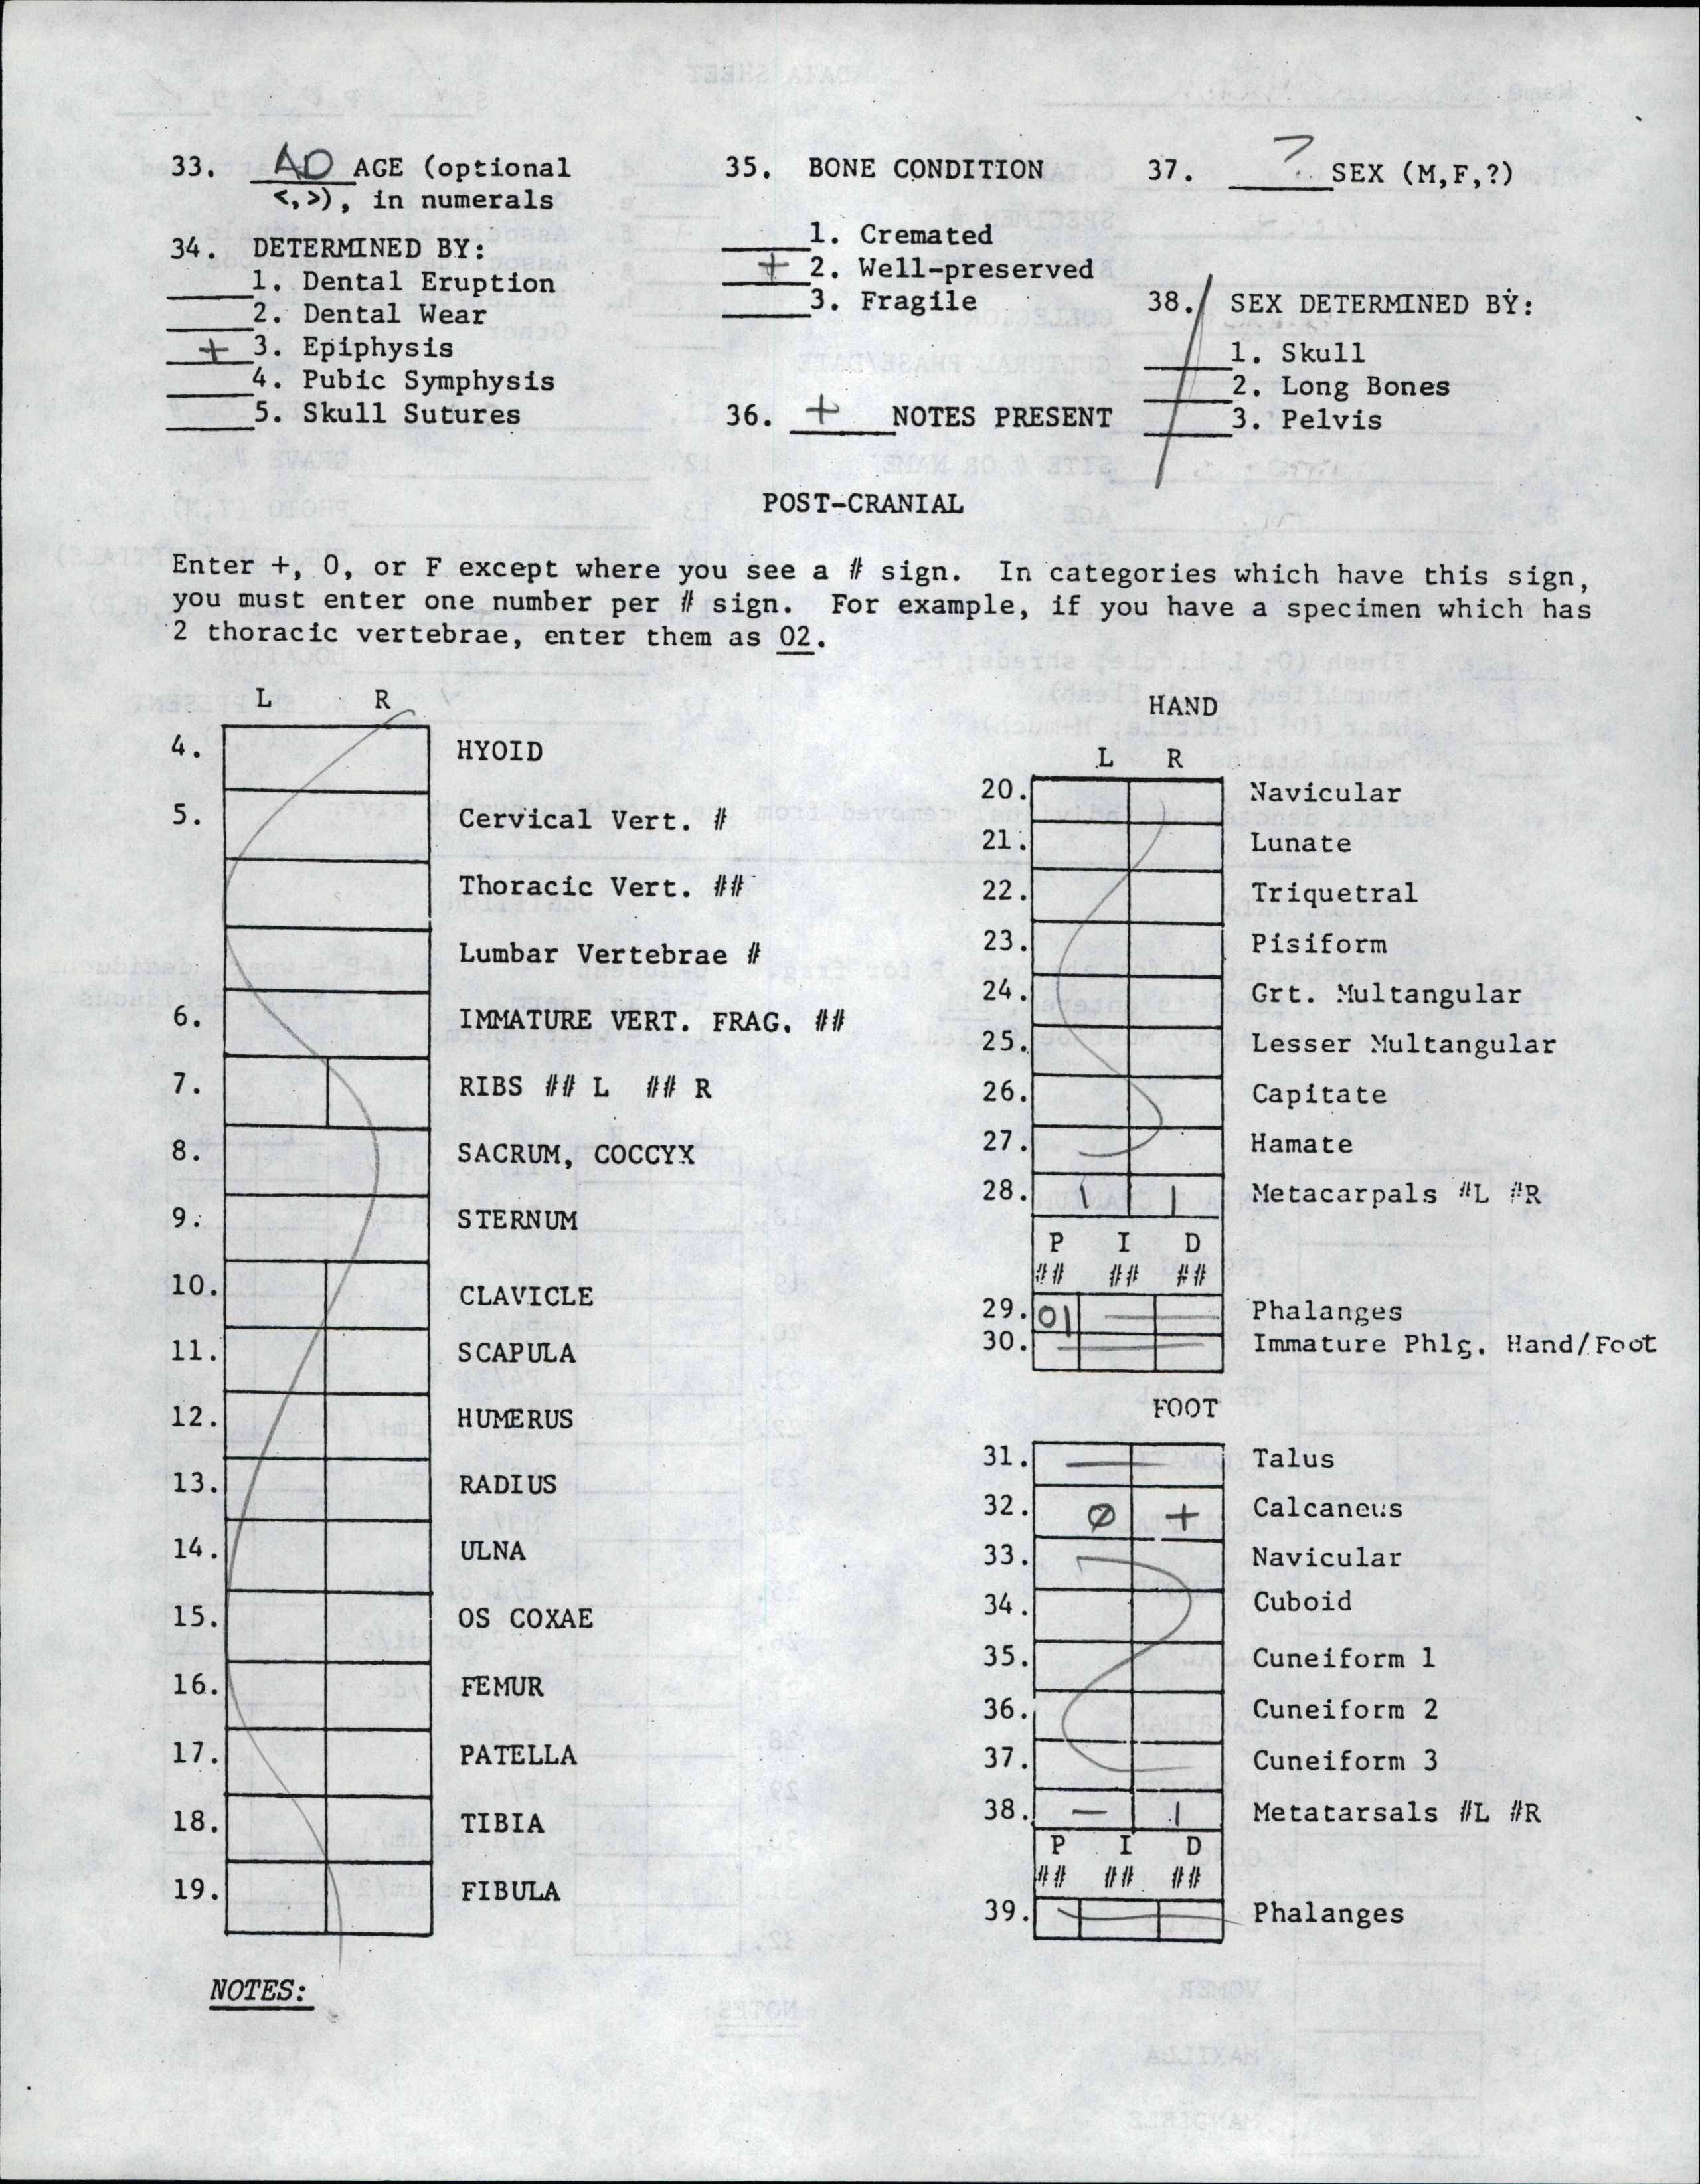 33. AD AGE (optional
<,>), in numerals
34. DETERMINED BY:
1. Dental Eruption
2. Dental Wear
+ 3. Epiphysis
4. Pubic Symphysis
5. Skull Sutures
35. BONE CONDITION
1. Cremated
+ 2. Well-preserved
3. Fragile
36. + NOTES PRESENT
37. ? SEX (M,F,?)
38. SEX DETERMINED BY:
1. Skull
2. Long Bones
3. Pelvis
POST-CRANIAL
Enter +, 0, or F except where you see a # sign. In categories which have this sign,
you must enter one number per # sign. For example, if you have a specimen which has
2 thoracic vertebrae, enter them as 02.
L R
4. HYOID
5. Cervical Vert. #
Thoracic Vert. ##
Lumbar Vertebrae #
6. IMMATURE VERT. FRAG. ##
7. RIBS ## L ## R
8. SACRUM, COCCYX
9. STERNUM
10. CLAVICLE
11. SCAPULA
12. HUMERUS
13. RADIUS
14. ULNA
15. OS COXAE
16. FEMUR
17. PATELLA
18. TIBIA
19. FIBULA
NOTES:
HAND
L R
20. Navicular
21. Lunate
22. Triquetral
23. Pisiform
24. Grt. Multangular
25. Lesser Multangular
26. Capitate
27. Hamate
28. 1 1 Metacarpals #L #R
P I D
## ## ##
29. 01 — Phalanges
30. — Immature Phlg. Hand/Foot
FOOT
31. — Talus
32. Ø + Calcaneus
33. Navicular
34. Cuboid
35. Cuneiform 1
36. Cuneiform 2
37. Cuneiform 3
38. — 1 Metatarsals #L #R
P I D
## ## ##
39. — Phalanges